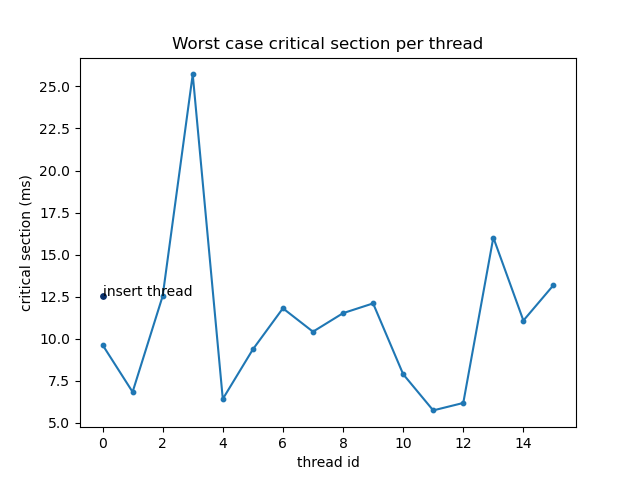 Worst case critical section per thread
25.0
22.5
20.0
17.5
15.0
12.5
10.0
7.5
5.0
critical section (ms)
insert thread
0 2 4 6 8 10 12 14
thread id